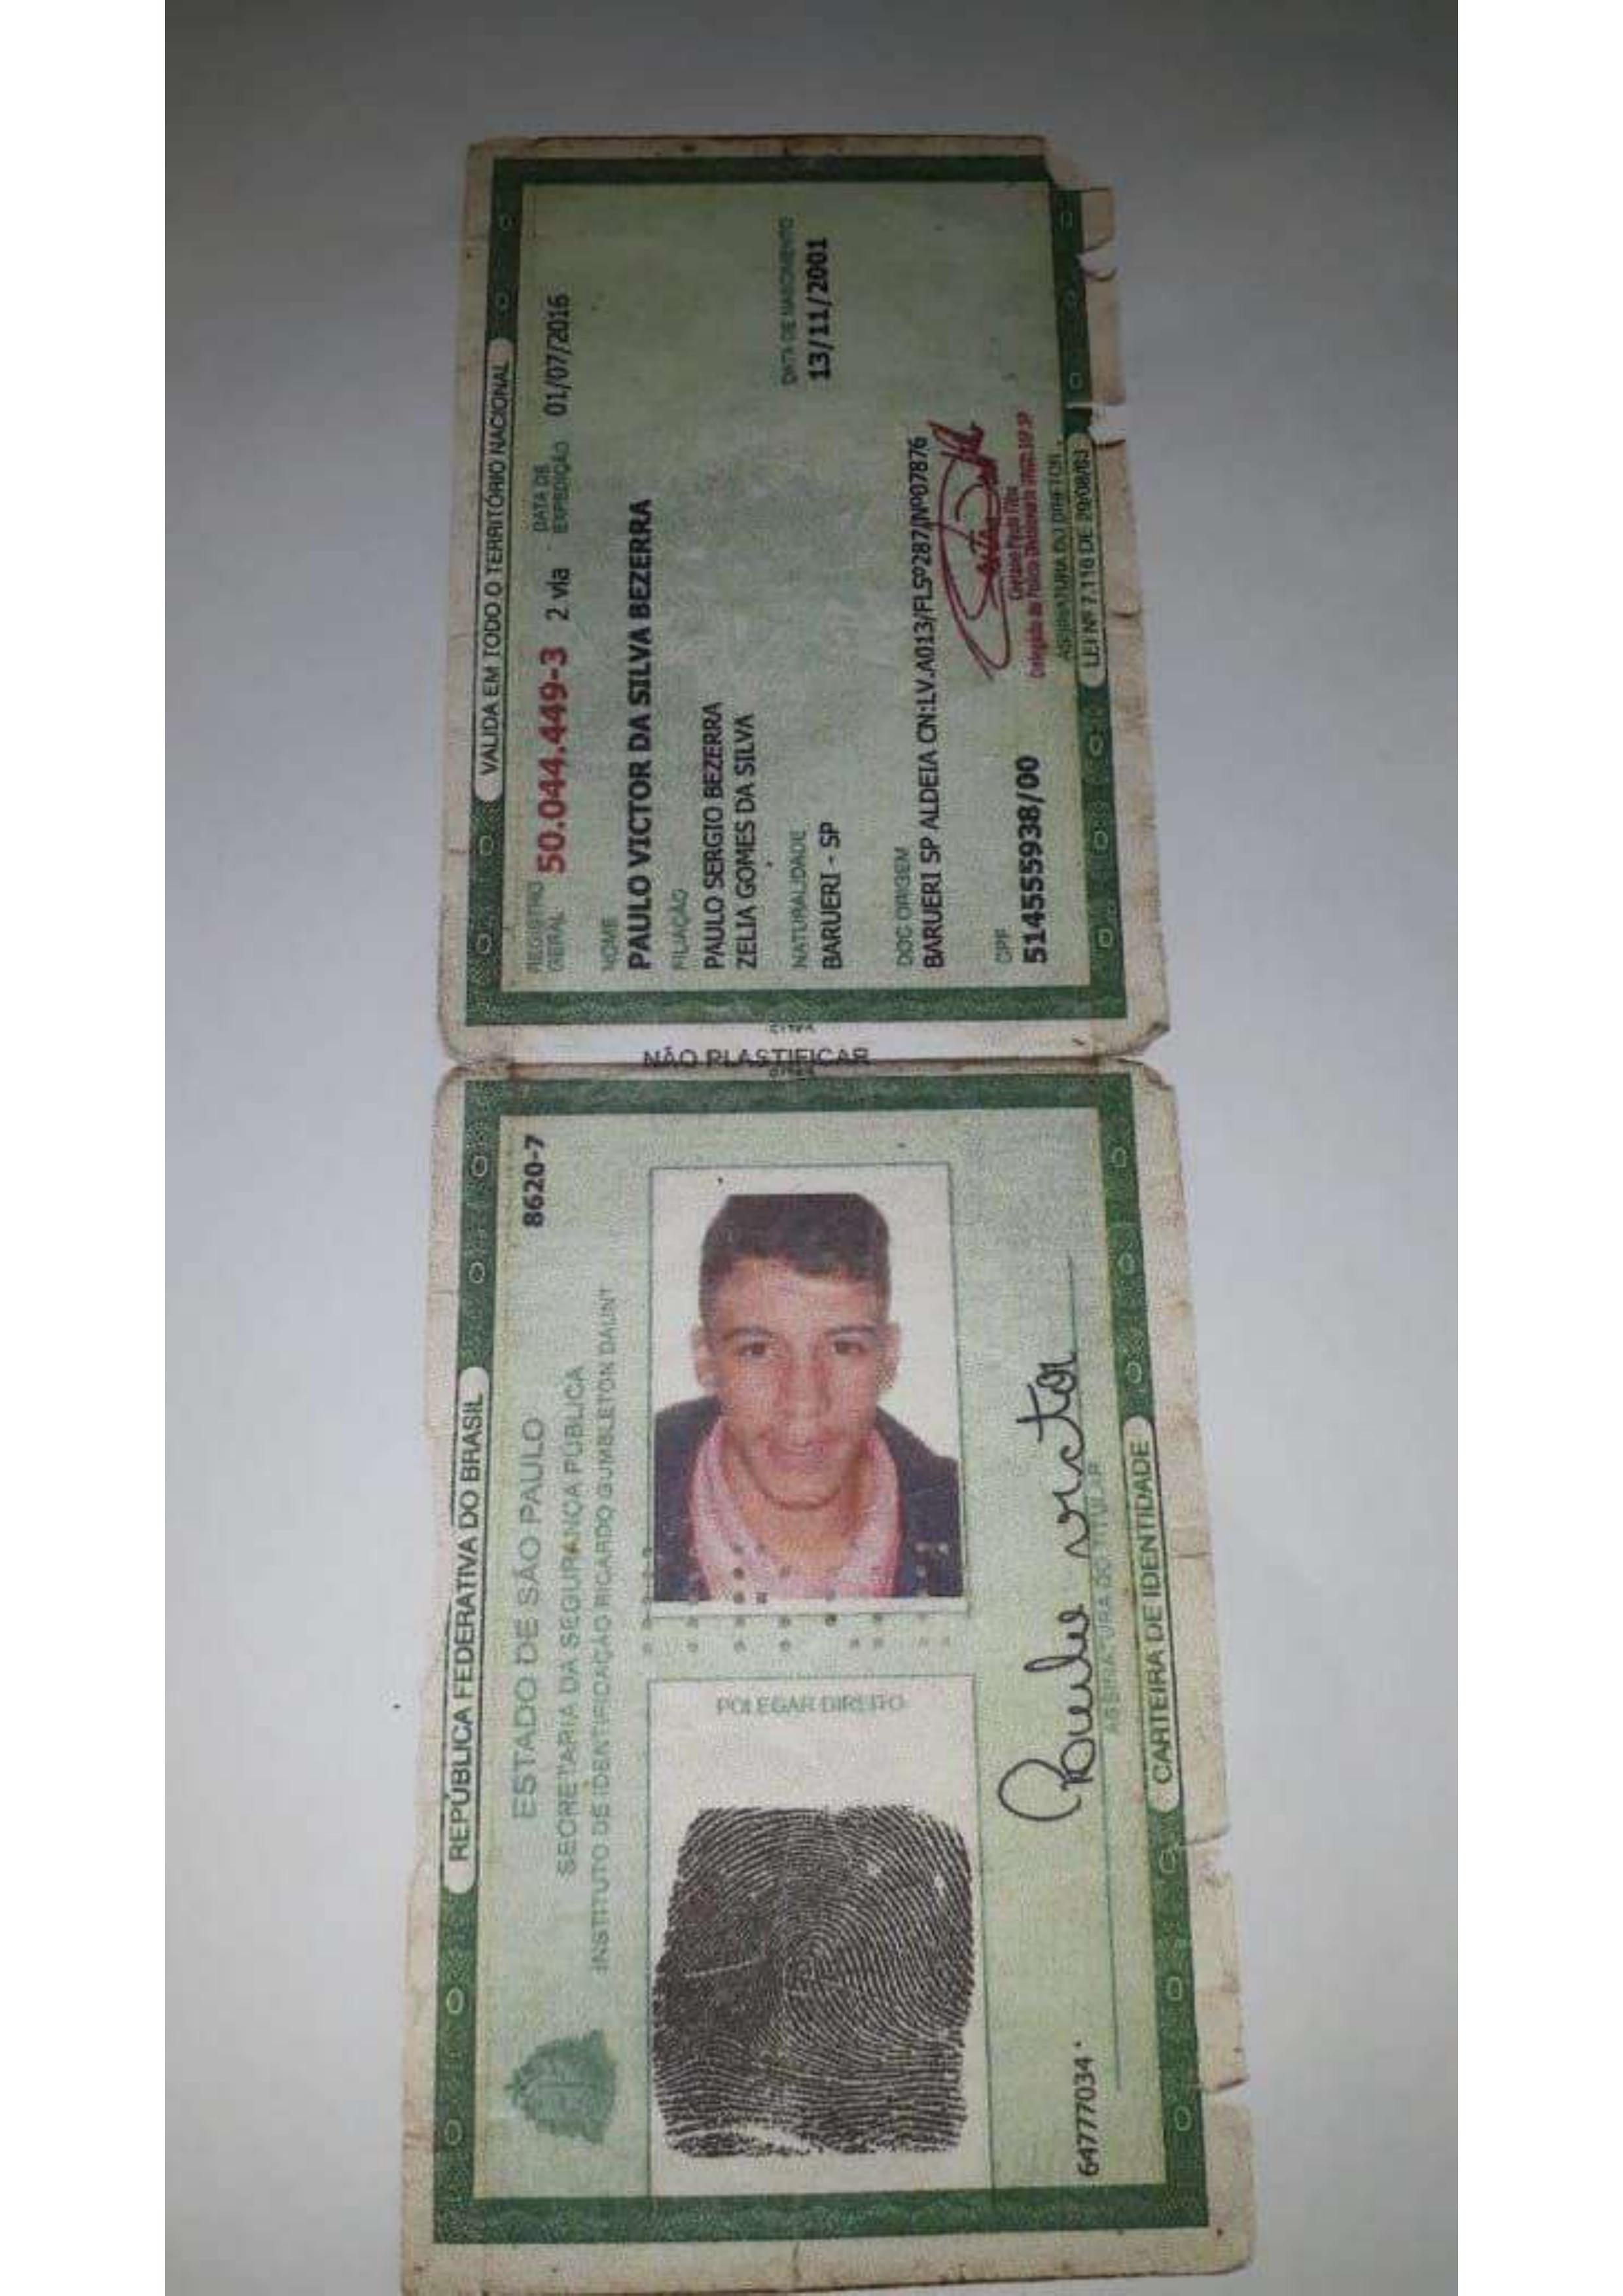 VALIDA EM TODO O TERRITÓRIO NACIONAL
REGISTRO GERAL 50.044.449-3 2 via DATA DE EXPEDIÇÃO 01/07/2016
NOME
PAULO VICTOR DA SILVA BEZERRA
FILIAÇÃO
PAULO SERGIO BEZERRA
ZELIA GOMES DA SILVA
NATURALIDADE DATA DE NASCIMENTO
BARUERI - SP 13/11/2001
DOC ORIGEM
BARUERI SP ALDEIA CN:LV.A013/FLSº287/Nº07876
CPF
514555938/00
ASSINATURA DO DIRETOR
LEI Nº 7.116 DE 29/08/83
NÃO PLASTIFICAR
REPÚBLICA FEDERATIVA DO BRASIL
8620-7
ESTADO DE SÃO PAULO
SECRETARIA DA SEGURANÇA PÚBLICA
INSTITUTO DE IDENTIFICAÇÃO RICARDO GUMBLETON DAUNT
POLEGAR DIREITO
Paulo victor
64777034
ASSINATURA DO TITULAR
CARTEIRA DE IDENTIDADE